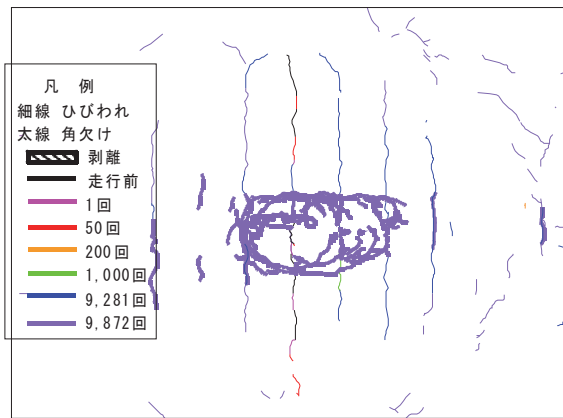 凡 例
細線 ひびわれ
太線 角欠け
剥離
走行前
1回
50回
200回
1,000回
9,281回
9,872回